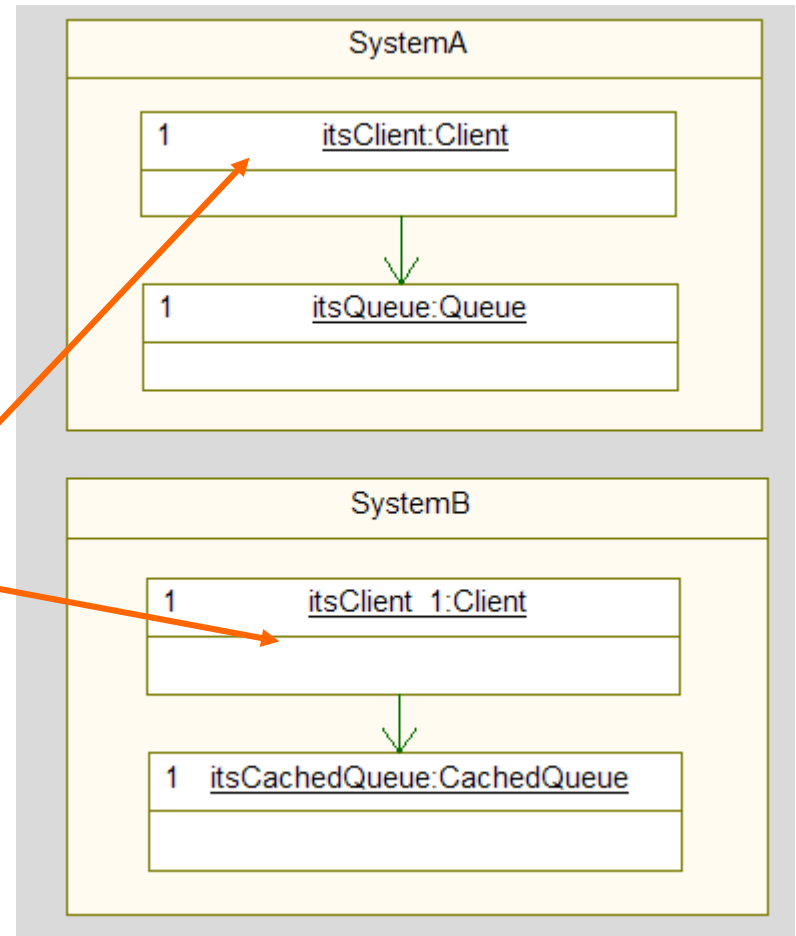 SystemA
1 itsClient:Client
1 itsQueue:Queue
SystemB
1 itsClient_1:Client
1 itsCachedQueue:CachedQueue